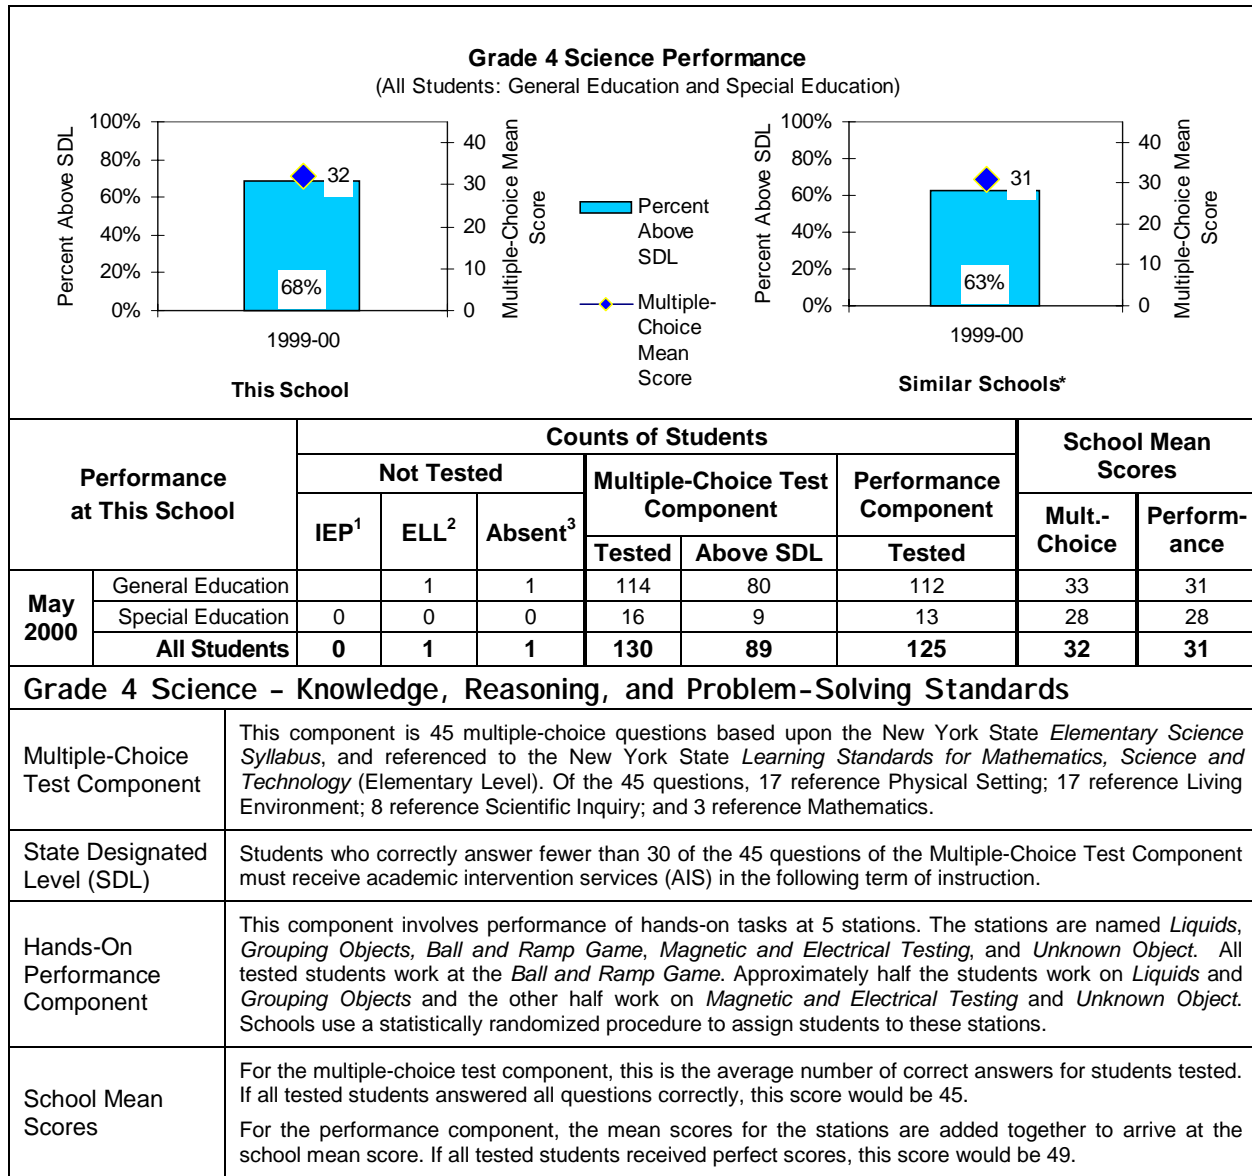 Grade 4 Science Performance
(All Students: General Education and Special Education)
Percent Above SDL
100%
80%
60%
40%
20%
0%
32
68%
40
30
20
10
0
Multiple-Choice Mean
Score
1999-00
This School
Percent
Above
SDL
Multiple-
Choice
Mean
Score
Percent Above SDL
100%
80%
60%
40%
20%
0%
31
63%
40
30
20
10
0
Multiple-Choice Mean
Score
1999-00
Similar Schools*
Performance
at This School
Counts of Students
School Mean
Scores
Not Tested
Multiple-Choice Test
Component
Performance
Component
IEP¹ ELL² Absent³
Mult.-
Choice
Perform-
ance
Tested Above SDL Tested
May
2000
General Education 1 1 114 80 112 33 31
Special Education 0 0 0 16 9 13 28 28
All Students 0 1 1 130 89 125 32 31
Grade 4 Science – Knowledge, Reasoning, and Problem-Solving Standards
Multiple-Choice
Test Component
This component is 45 multiple-choice questions based upon the New York State Elementary Science
Syllabus, and referenced to the New York State Learning Standards for Mathematics, Science and
Technology (Elementary Level). Of the 45 questions, 17 reference Physical Setting; 17 reference Living
Environment; 8 reference Scientific Inquiry; and 3 reference Mathematics.
State Designated
Level (SDL)
Students who correctly answer fewer than 30 of the 45 questions of the Multiple-Choice Test Component
must receive academic intervention services (AIS) in the following term of instruction.
Hands-On
Performance
Component
This component involves performance of hands-on tasks at 5 stations. The stations are named Liquids,
Grouping Objects, Ball and Ramp Game, Magnetic and Electrical Testing, and Unknown Object. All
tested students work at the Ball and Ramp Game. Approximately half the students work on Liquids and
Grouping Objects and the other half work on Magnetic and Electrical Testing and Unknown Object.
Schools use a statistically randomized procedure to assign students to these stations.
School Mean
Scores
For the multiple-choice test component, this is the average number of correct answers for students tested.
If all tested students answered all questions correctly, this score would be 45.
For the performance component, the mean scores for the stations are added together to arrive at the
school mean score. If all tested students received perfect scores, this score would be 49.